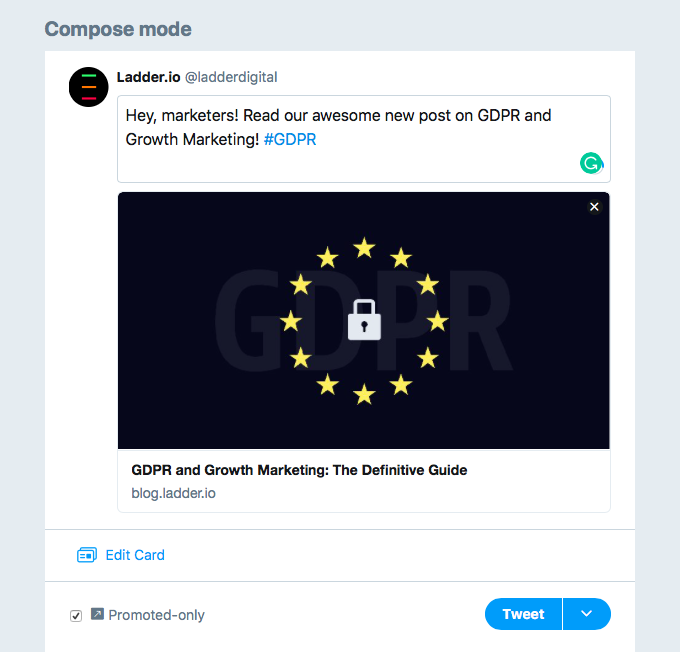 Compose mode
Ladder.io @ladderdigital
Hey, marketers! Read our awesome new post on GDPR and
Growth Marketing! #GDPR
GDPR
GDPR and Growth Marketing: The Definitive Guide
blog.ladder.io
Edit Card
Promoted-only
Tweet